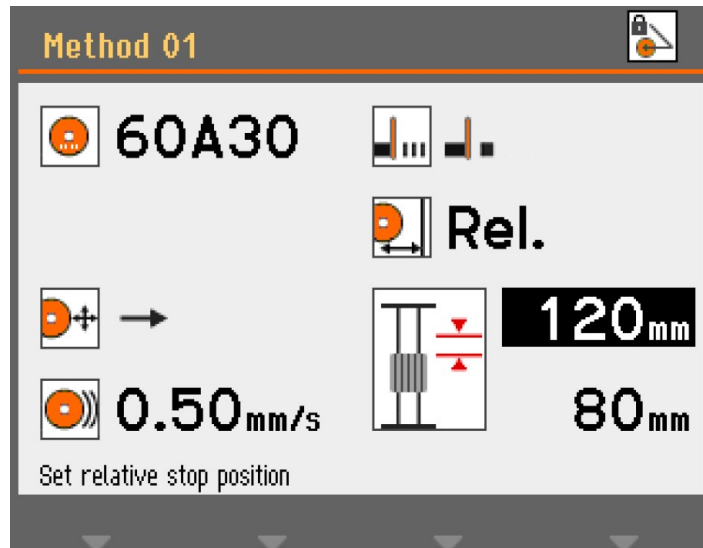 Method 01
60A30
Rel.
120mm
0.50mm/s
80mm
Set relative stop position